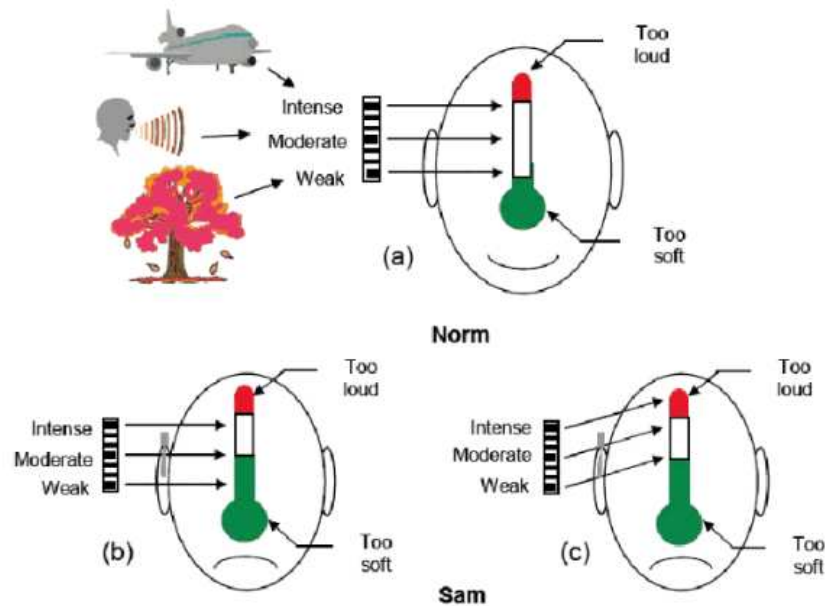 Too
loud
Intense
Moderate
Weak
(a)
Too
soft
Norm
Too
loud
Intense
Moderate
Weak
(b)
Too
soft
Too
loud
Intense
Moderate
Weak
(c)
Too
soft
Sam